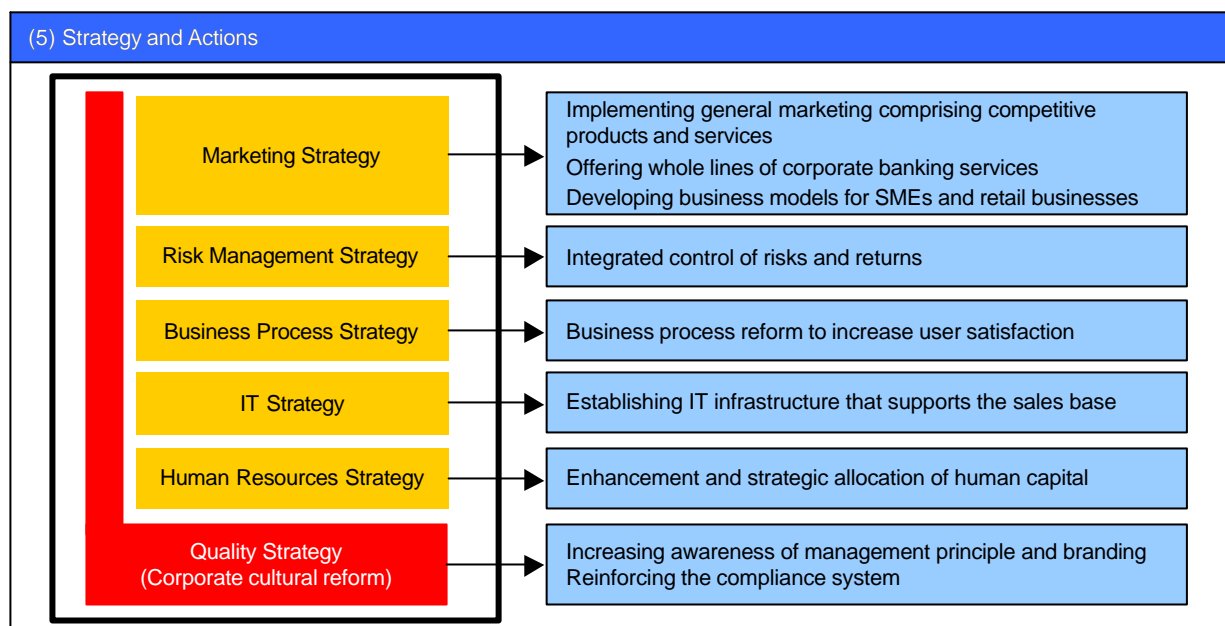 (5) Strategy and Actions
Marketing Strategy
Implementing general marketing comprising competitive
products and services
Offering whole lines of corporate banking services
Developing business models for SMEs and retail businesses
Risk Management Strategy
Integrated control of risks and returns
Business Process Strategy
Business process reform to increase user satisfaction
IT Strategy
Establishing IT infrastructure that supports the sales base
Human Resources Strategy
Enhancement and strategic allocation of human capital
Quality Strategy
(Corporate cultural reform)
Increasing awareness of management principle and branding
Reinforcing the compliance system